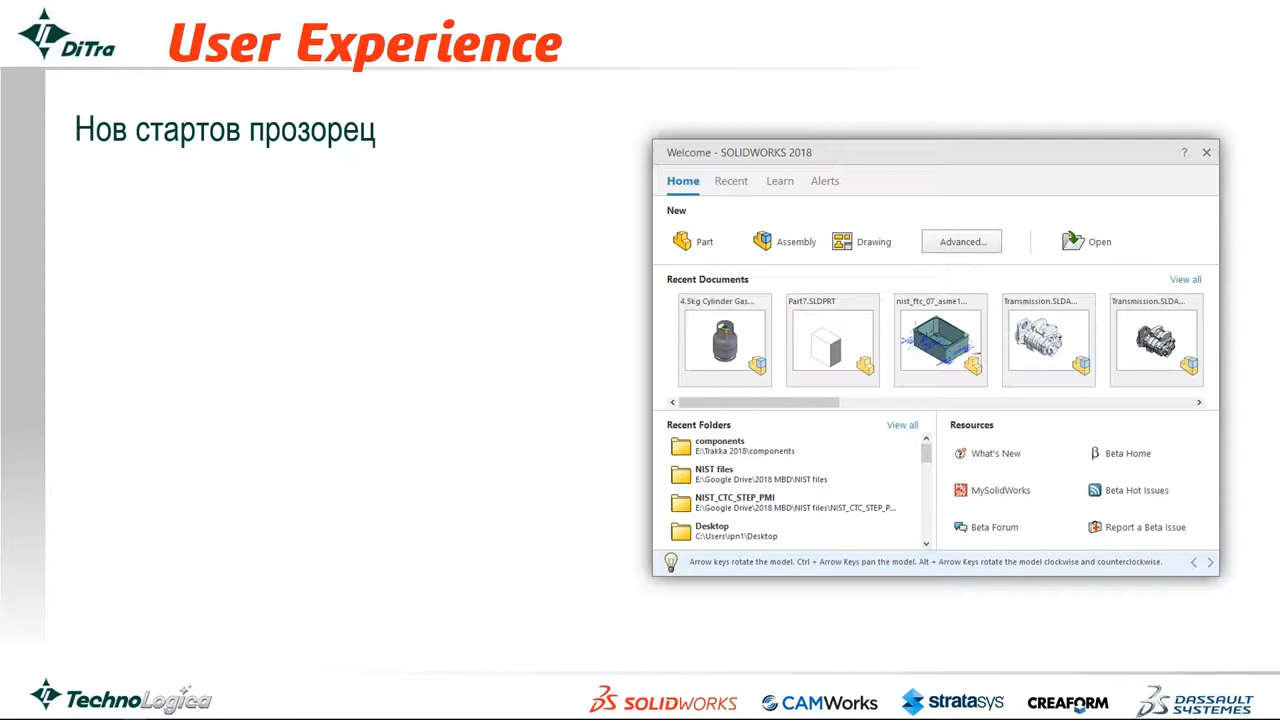 DiTra
User Experience
Нов стартов прозорец
Welcome - SOLIDWORKS 2018
?
Home Recent Learn Alerts
New
Part Assembly Drawing Advanced... Open
Recent Documents View all
4.5kg Cylinder Gas... Part7.SLDPRT nist_ftc_07_asme1... Transmission.SLDA... Transmission.SLDA...
Recent Folders View all
components
E:\Trakka 2018\components
NIST files
E:\Google Drive\2018 MBD\NIST files
NIST_CTC_STEP_PMI
E:\Google Drive\2018 MBD\NIST files\NIST_CTC_STEP_P...
Desktop
C:\Users\ipn1\Desktop
Resources
What's New β Beta Home
MySolidWorks Beta Hot Issues
Beta Forum Report a Beta Issue
Arrow keys rotate the model. Ctrl + Arrow Keys pan the model. Alt + Arrow Keys rotate the model clockwise and counterclockwise.
TechnoLogica
SOLIDWORKS
CAMWorks
stratasys
CREAFORM
DASSAULT
SYSTEMES